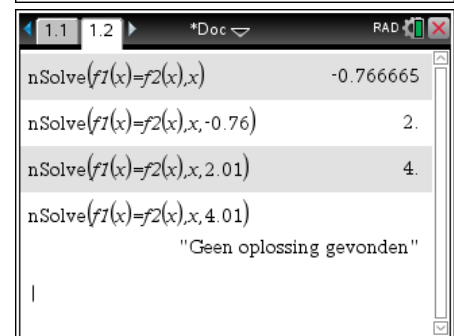 1.1 1.2 *Doc RAD
nSolve(f1(x)=f2(x),x) -0.766665
nSolve(f1(x)=f2(x),x,-0.76) 2.
nSolve(f1(x)=f2(x),x,2.01) 4.
nSolve(f1(x)=f2(x),x,4.01)
"Geen oplossing gevonden"